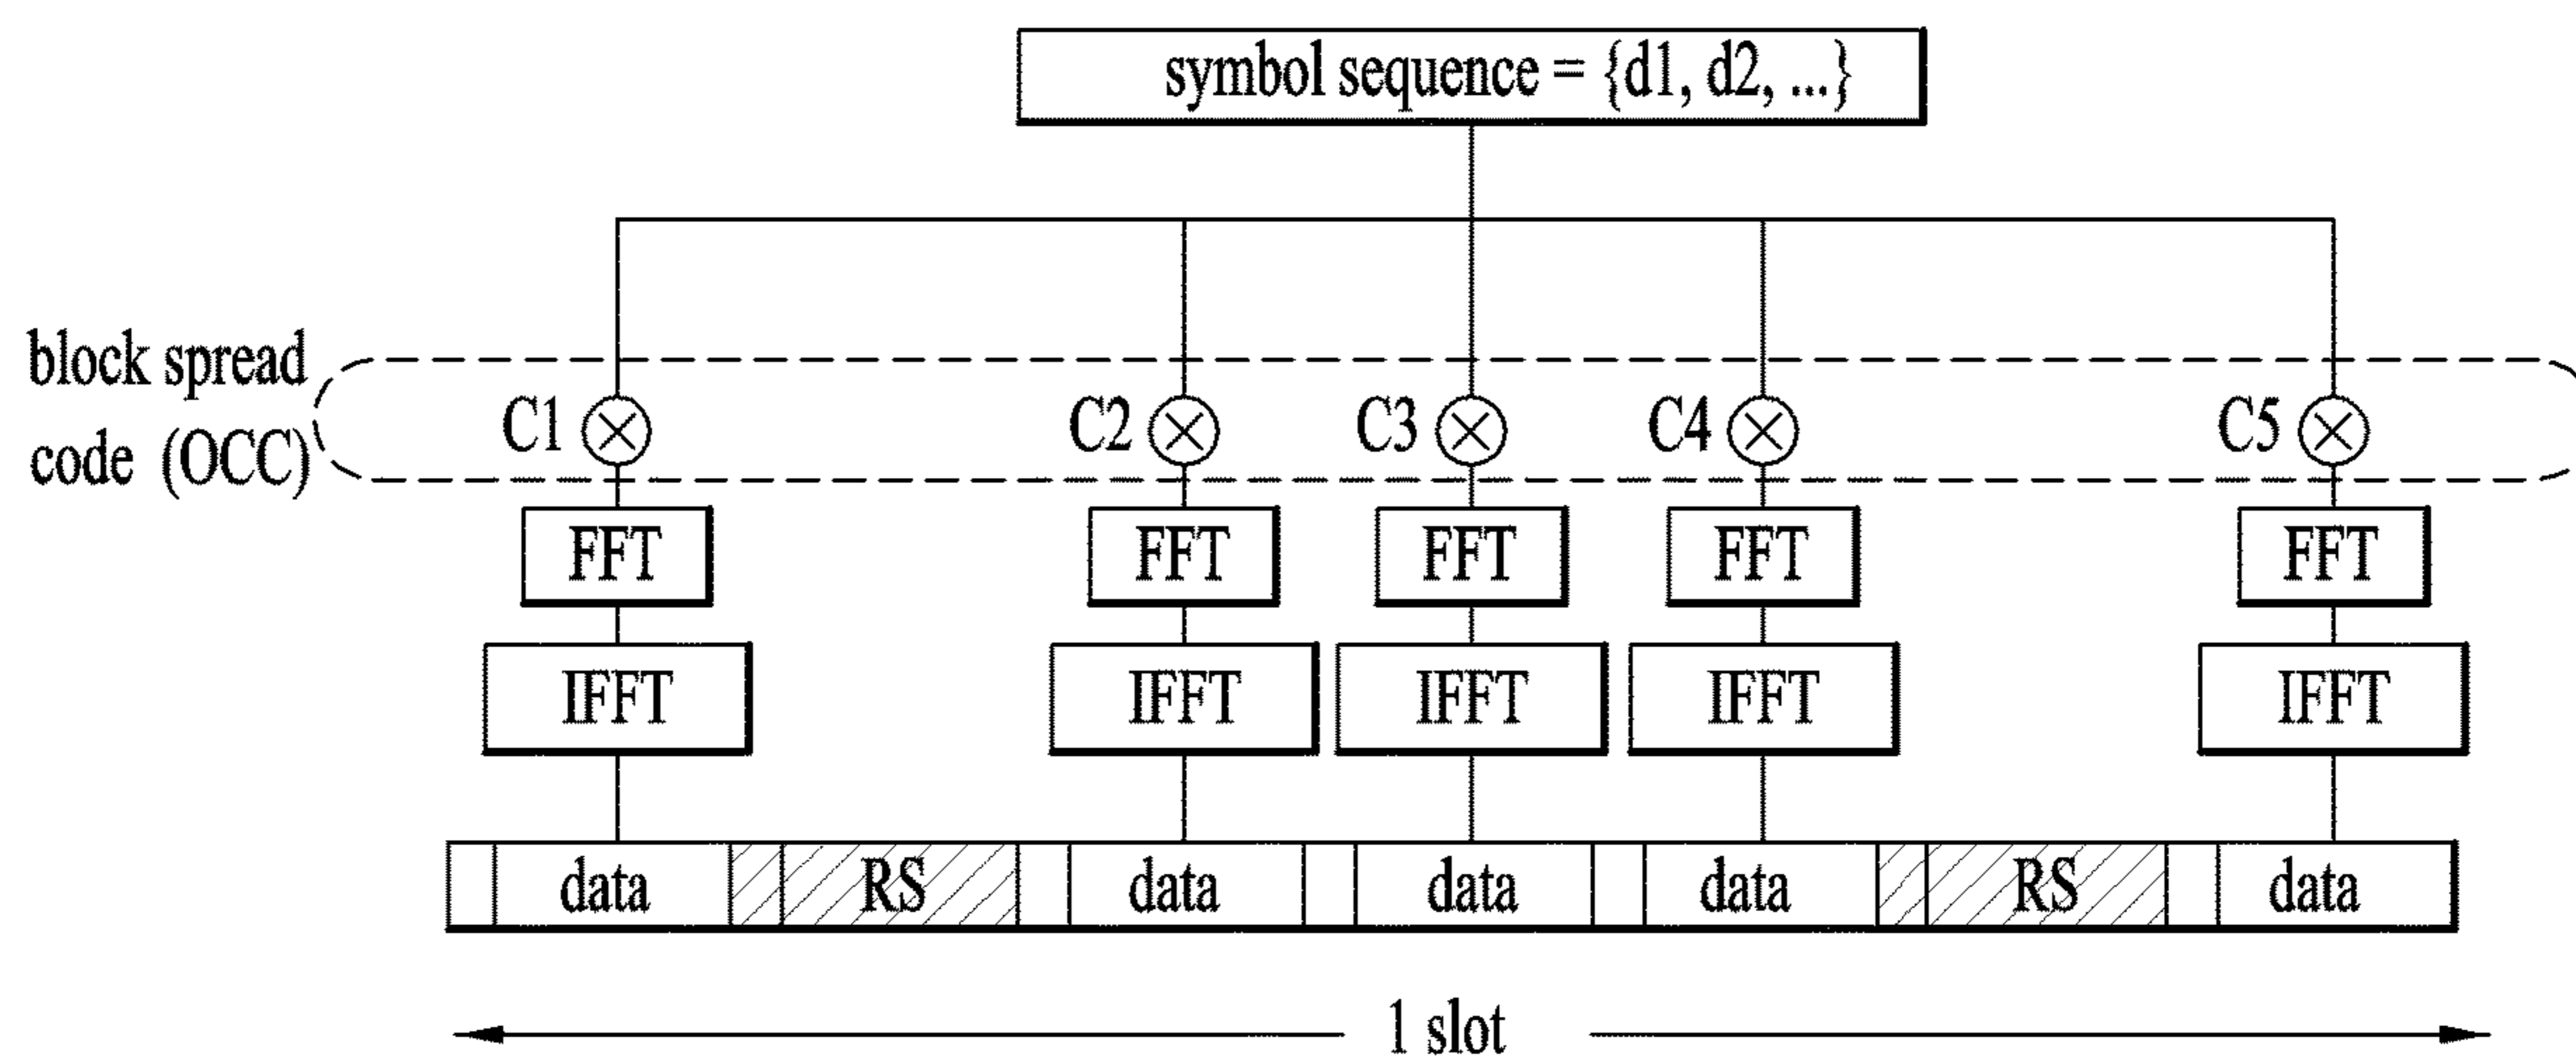 symbol sequence = {d1, d2, ...}
block spread
code (OCC)
C1 C2 C3 C4 C5
FFT FFT FFT FFT FFT
IFFT IFFT IFFT IFFT IFFT
data RS data data data RS data
1 slot